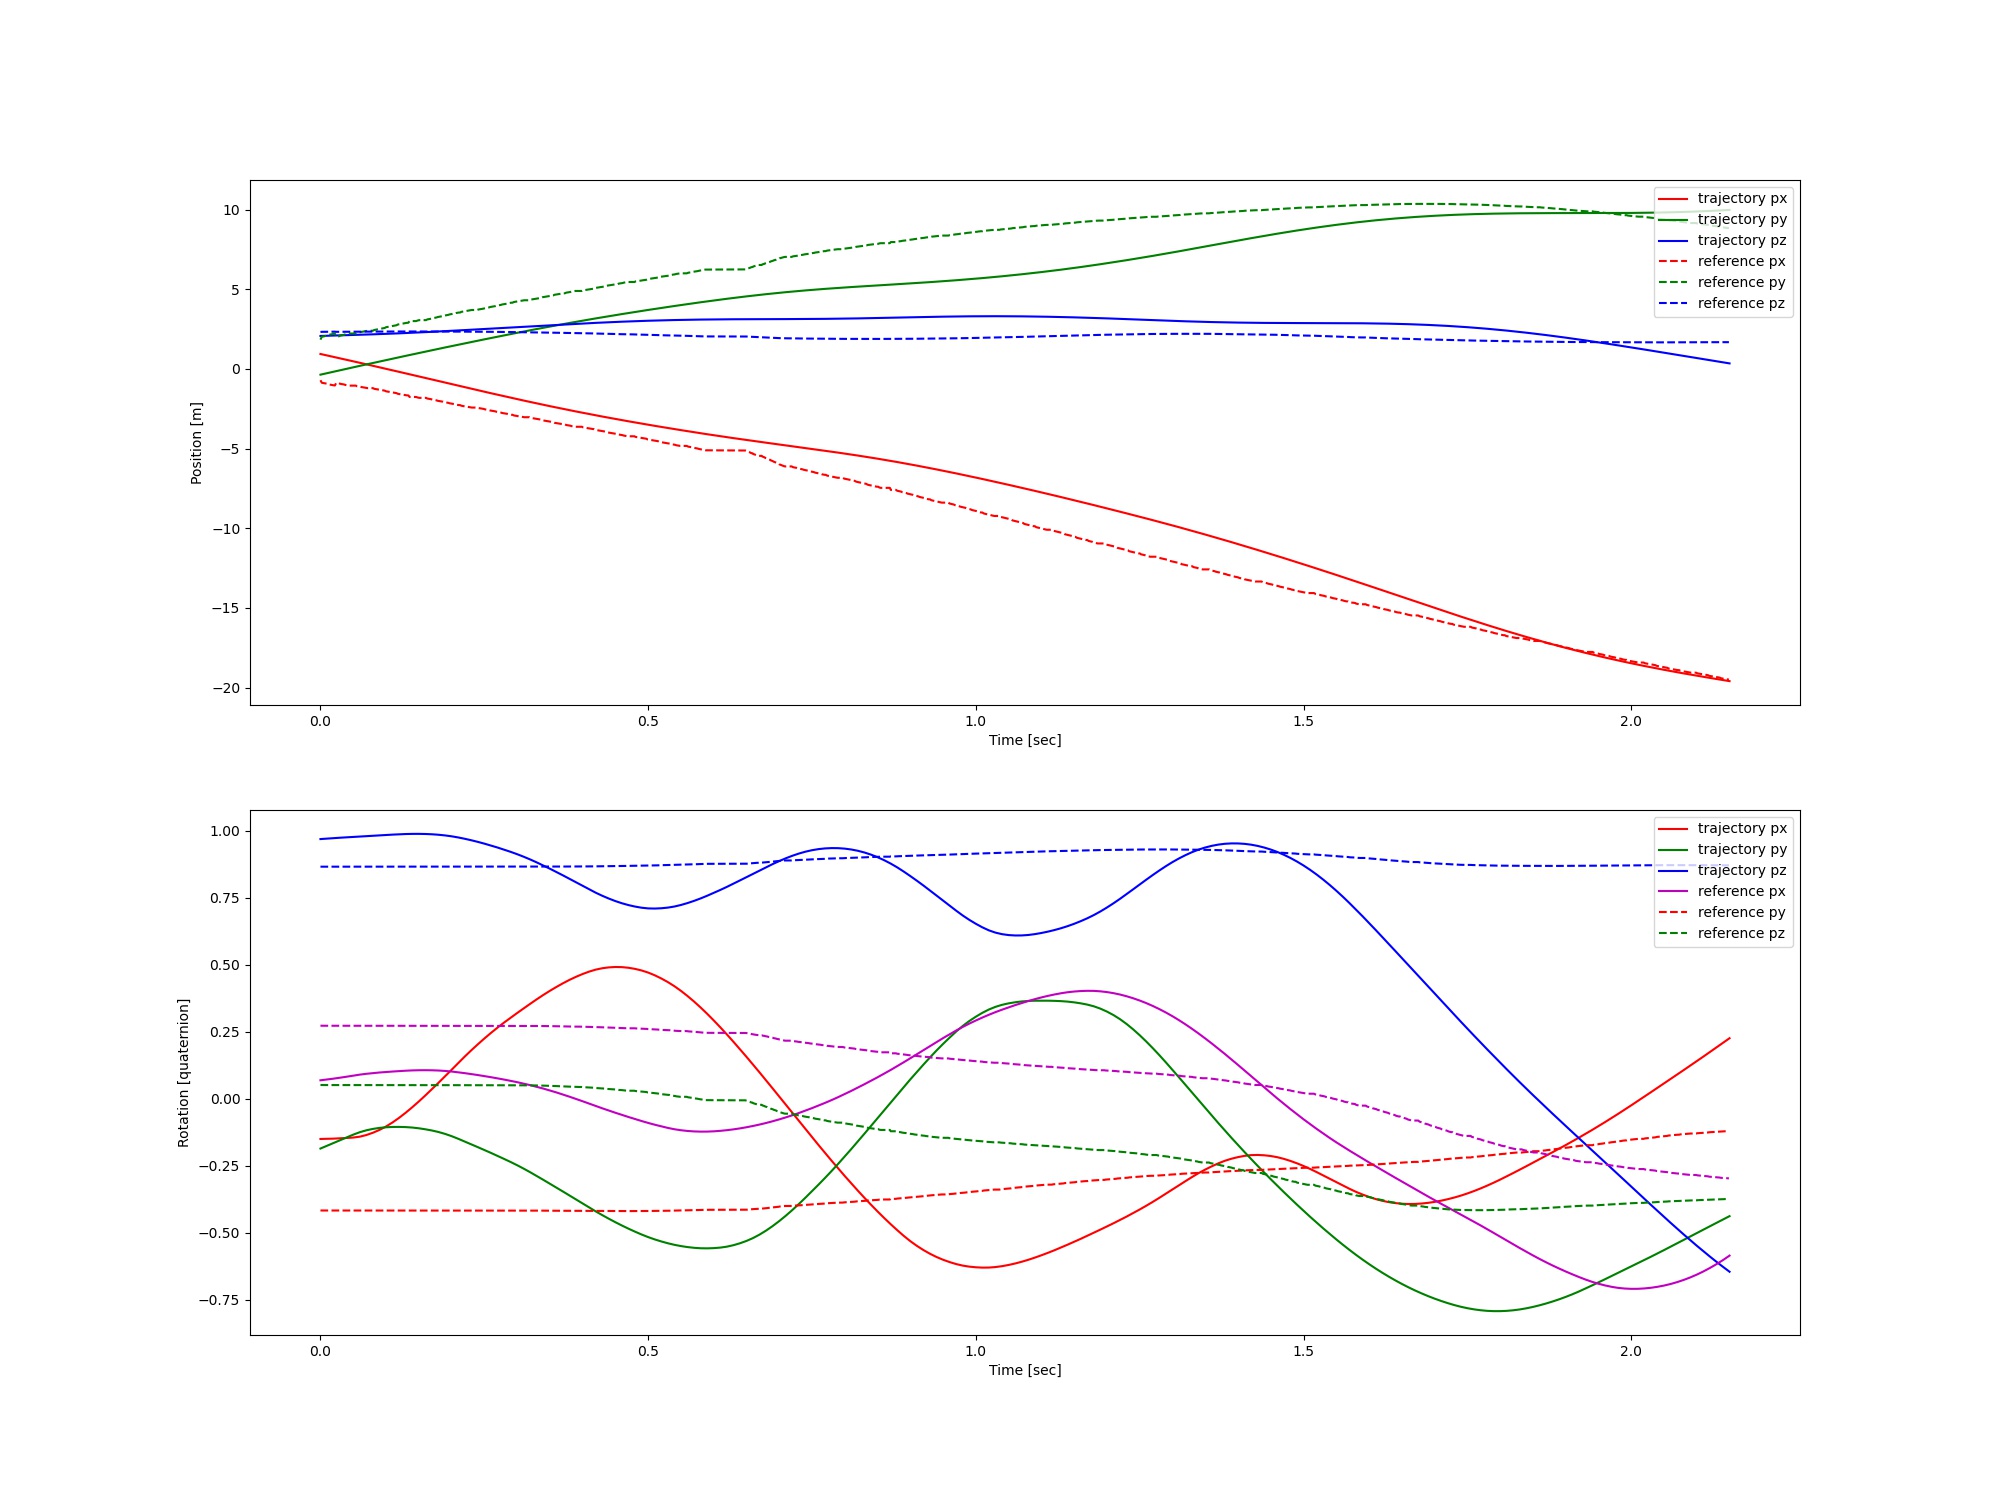 10
5
0
−5
−10
−15
−20
Position [m]
trajectory px
trajectory py
trajectory pz
reference px
reference py
reference pz
0.0 0.5 1.0 1.5 2.0
Time [sec]
1.00
0.75
0.50
0.25
0.00
−0.25
−0.50
−0.75
Rotation [quaternion]
trajectory px
trajectory py
trajectory pz
reference px
reference py
reference pz
0.0 0.5 1.0 1.5 2.0
Time [sec]